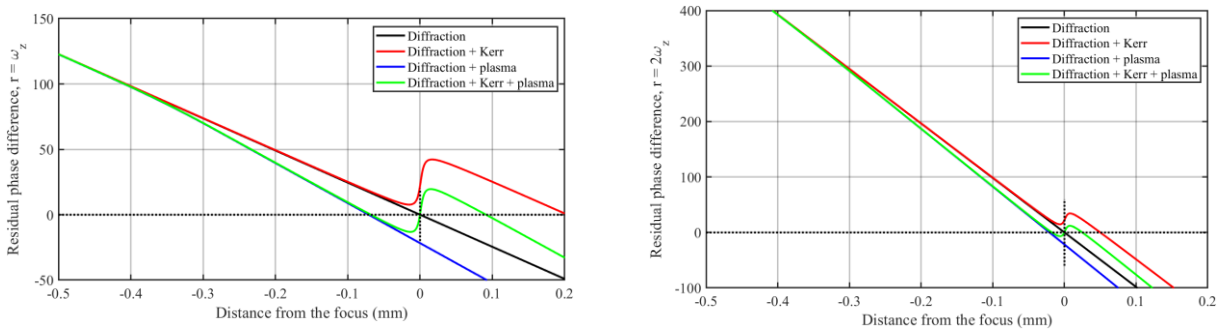 Residual phase difference, r = ω_z
150
100
50
0
-50
Diffraction
Diffraction + Kerr
Diffraction + plasma
Diffraction + Kerr + plasma
-0.5 -0.4 -0.3 -0.2 -0.1 0 0.1 0.2
Distance from the focus (mm)
Residual phase difference, r = 2ω_z
400
300
200
100
0
-100
Diffraction
Diffraction + Kerr
Diffraction + plasma
Diffraction + Kerr + plasma
-0.5 -0.4 -0.3 -0.2 -0.1 0 0.1 0.2
Distance from the focus (mm)